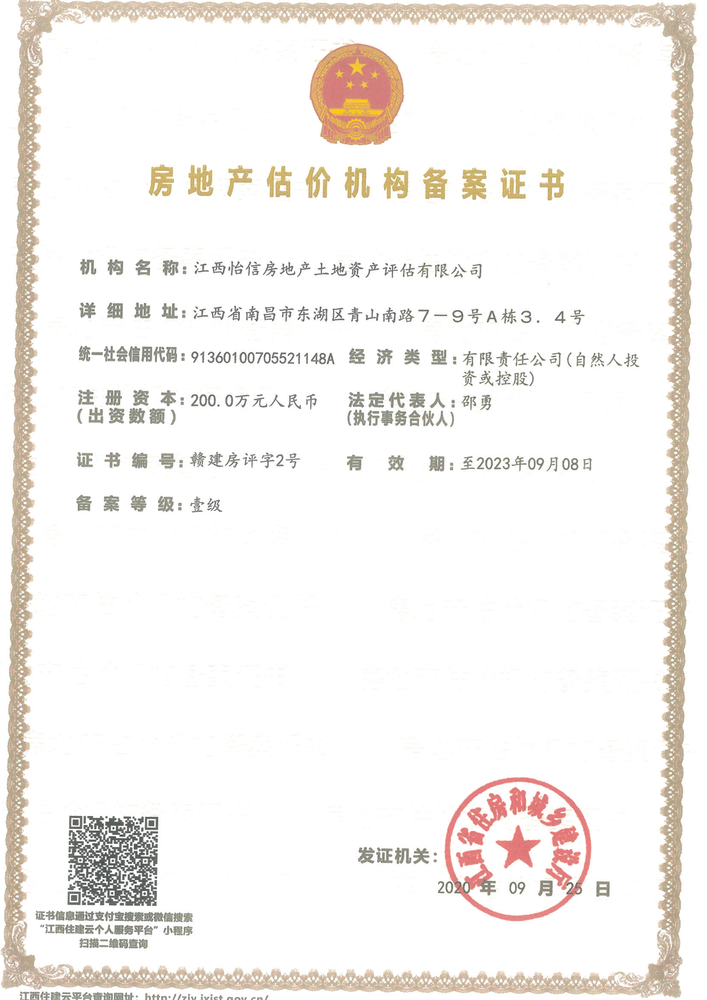 房地产估价机构备案证书
机构名称：江西怡信房地产土地资产评估有限公司
详细地址：江西省南昌市东湖区青山南路7－9号A栋3．4号
统一社会信用代码：91360100705521148A 经济类型：有限责任公司(自然人投
资或控股)
注册资本：200.0万元人民币 法定代表人：邵勇
(出资数额) (执行事务合伙人)
证书编号：赣建房评字2号 有效期：至2023年09月08日
备案等级：壹级
江西省住房和城乡建设厅
发证机关：
2020 年 09 月 25 日
证书信息通过支付宝搜索或微信搜索
“江西住建云个人服务平台”小程序
扫描二维码查询
江西住建云平台查询网址：http://zjy.jxjst.gov.cn/